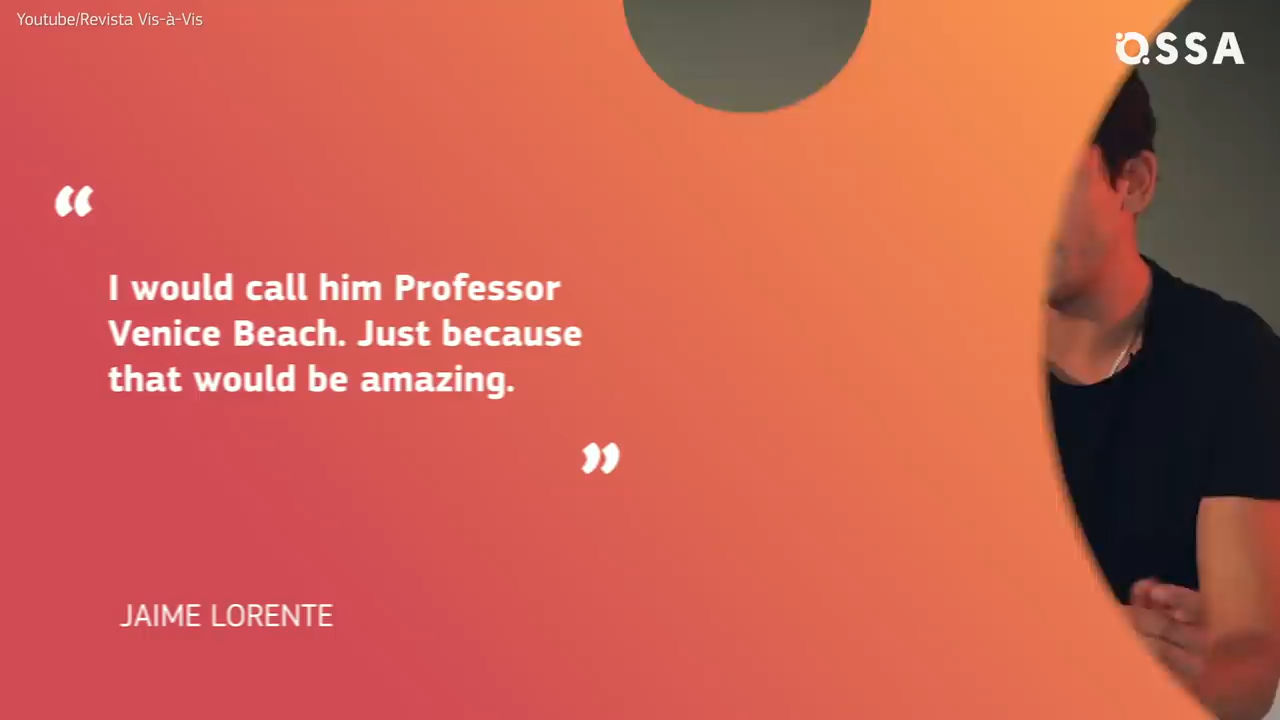 Youtube/Revista Vis-à-Vis
OSSA
“
I would call him Professor
Venice Beach. Just because
that would be amazing.
”
JAIME LORENTE